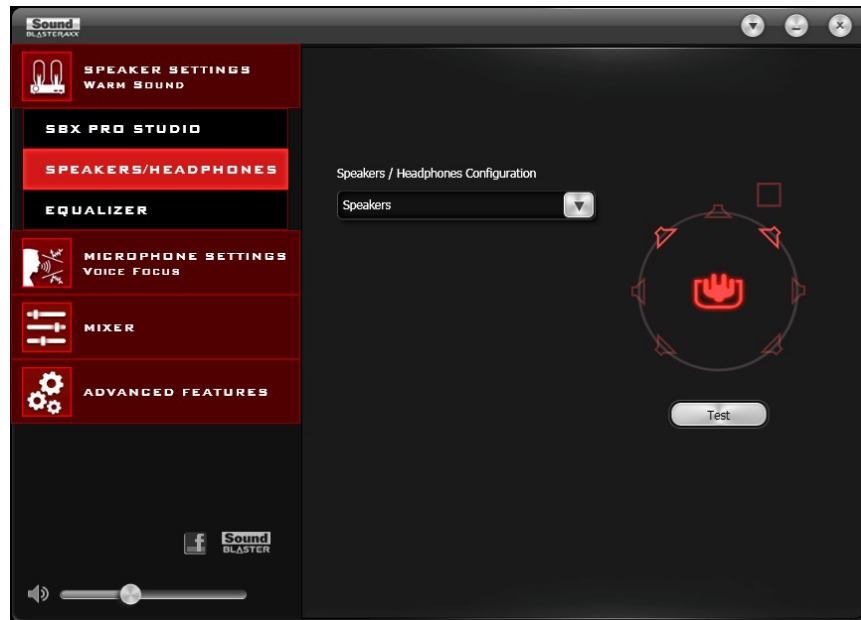 Sound
BLASTERAXX
SPEAKER SETTINGS
WARM SOUND
SBX PRO STUDIO
SPEAKERS/HEADPHONES
EQUALIZER
MICROPHONE SETTINGS
VOICE FOCUS
MIXER
ADVANCED FEATURES
f
Sound
BLASTER
Speakers / Headphones Configuration
Speakers
Test